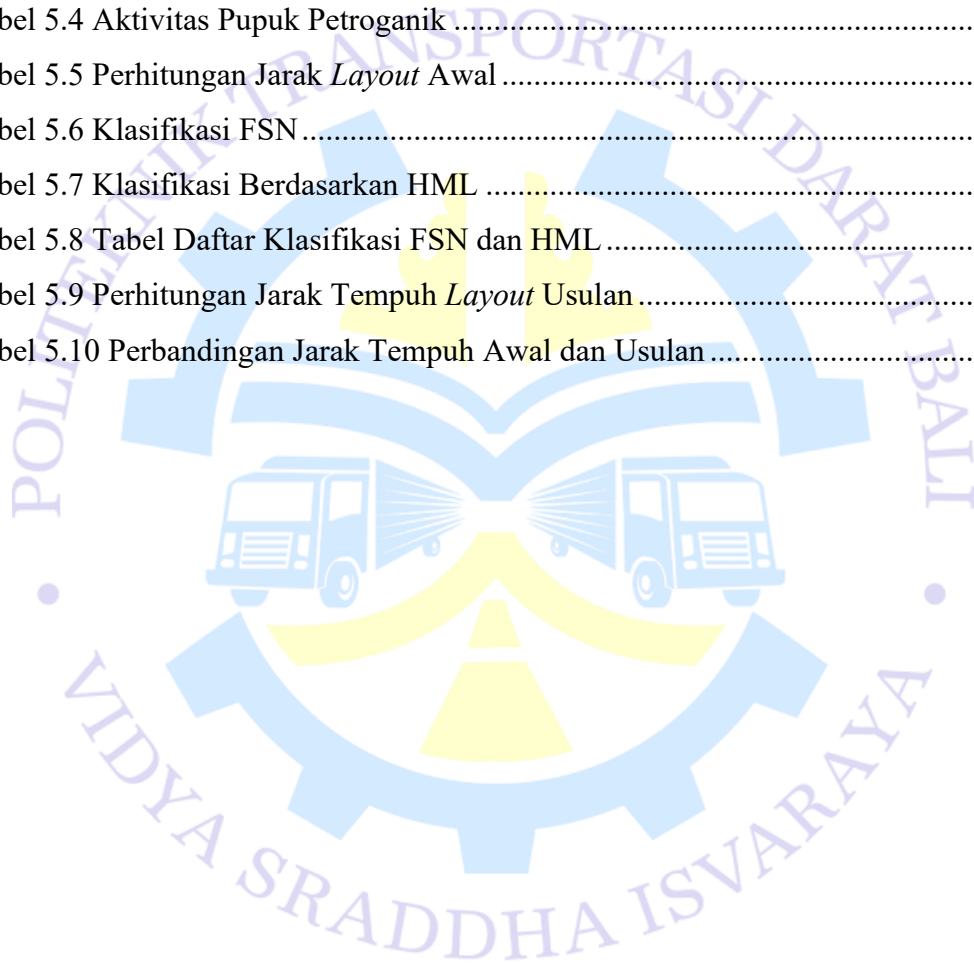 bel 5.4 Aktivitas Pupuk Petroganik ..........
bel 5.5 Perhitungan Jarak Layout Awal ..........
bel 5.6 Klasifikasi FSN ..........
bel 5.7 Klasifikasi Berdasarkan HML ..........
bel 5.8 Tabel Daftar Klasifikasi FSN dan HML ..........
bel 5.9 Perhitungan Jarak Tempuh Layout Usulan ..........
bel 5.10 Perbandingan Jarak Tempuh Awal dan Usulan ..........
POLITEKNIK TRANSPORTASI DARAT BALI
VIDYA SRADDHA ISVARAYA